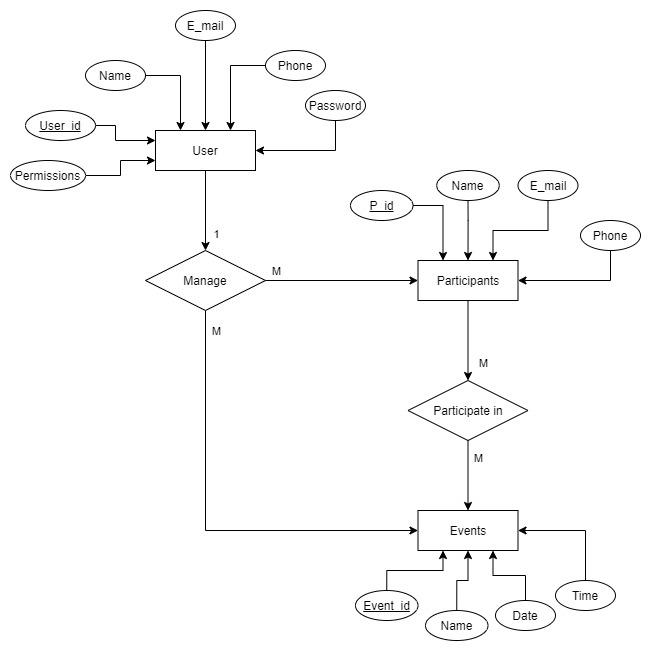 E_mail
Name
Phone
Password
User_id
User
Permissions
Name
E_mail
P_id
1
Phone
Manage
M
Participants
M
M
Participate in
M
Events
Time
Event_id
Date
Name